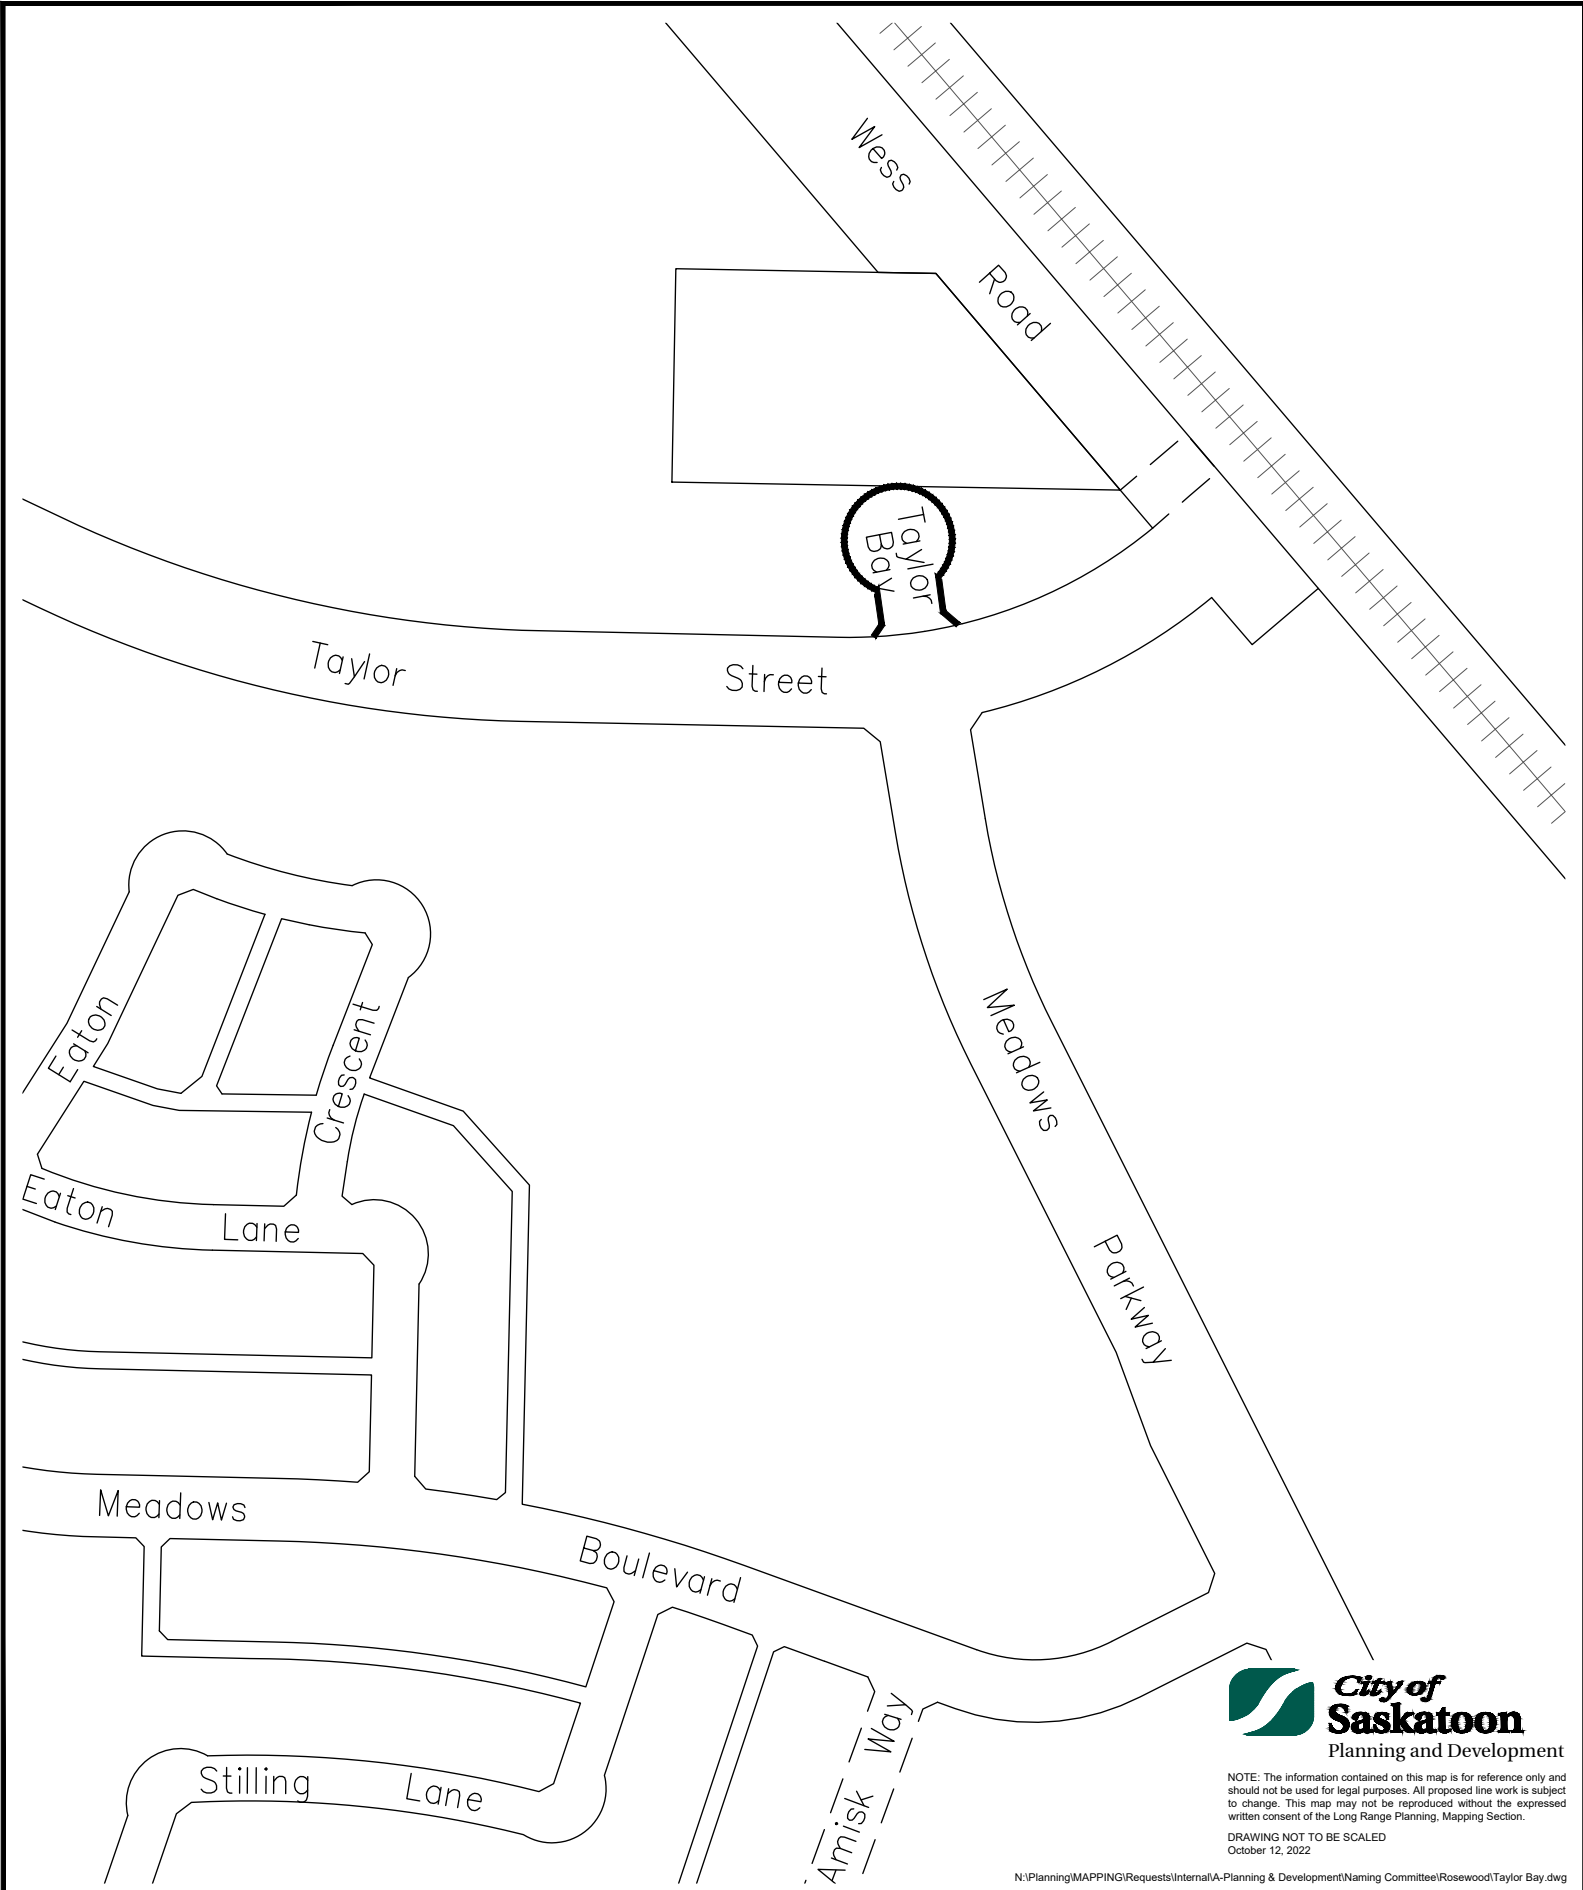 Wess
Road
Taylor
Bay
Taylor Street
Eaton
Crescent
Meadows
Parkway
Eaton Lane
Meadows
Boulevard
Stilling Lane
Amisk Way
City of
Saskatoon
Planning and Development
NOTE: The information contained on this map is for reference only and
should not be used for legal purposes. All proposed line work is subject
to change. This map may not be reproduced without the expressed
written consent of the Long Range Planning, Mapping Section.
DRAWING NOT TO BE SCALED
October 12, 2022
N:\Planning\MAPPING\Requests\Internal\A-Planning & Development\Naming Committee\Rosewood\Taylor Bay.dwg